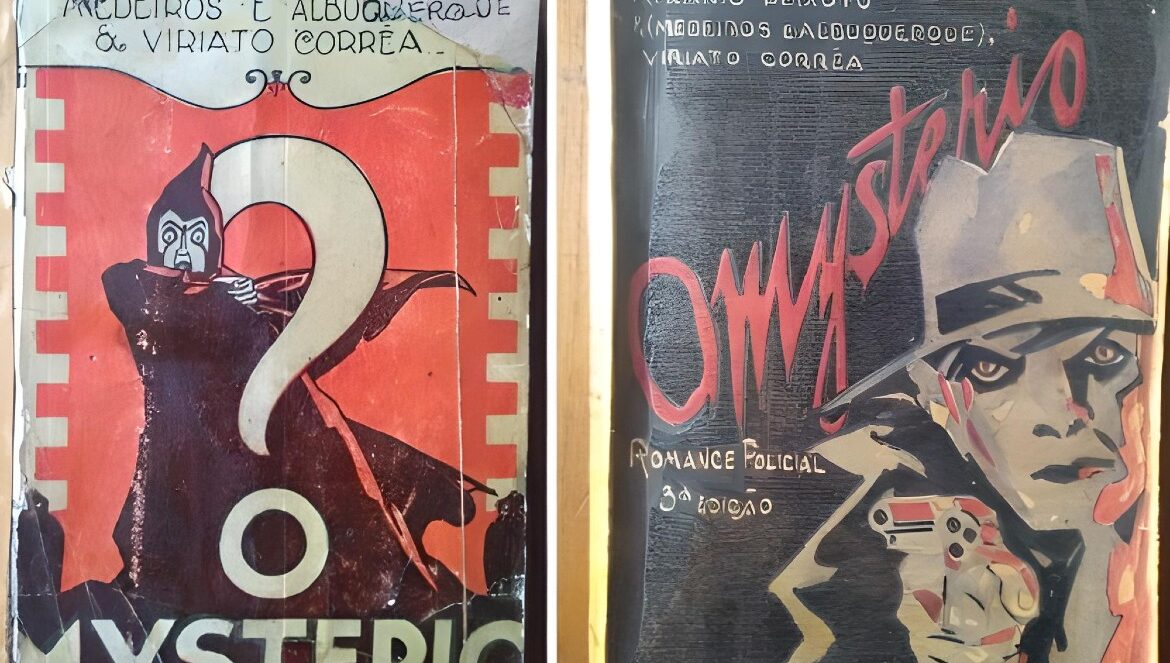 MEDEIROS E ALBUQUERQUE
& VIRIATO CORRÊA
?
O
MYSTERIO
VIRIATO CORRÊA
O Mysterio
ROMANCE POLICIAL
3ª EDIÇÃO